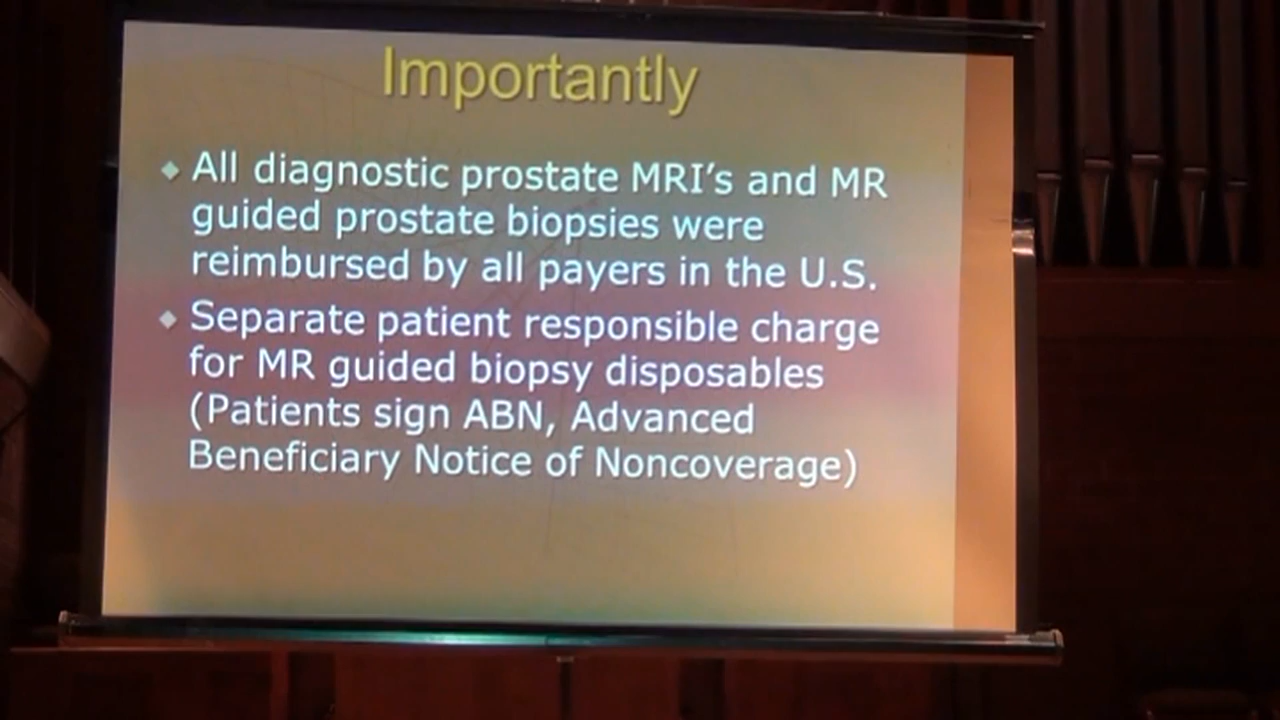 Importantly
◆ All diagnostic prostate MRI's and MR
guided prostate biopsies were
reimbursed by all payers in the U.S.
◆ Separate patient responsible charge
for MR guided biopsy disposables
(Patients sign ABN, Advanced
Beneficiary Notice of Noncoverage)